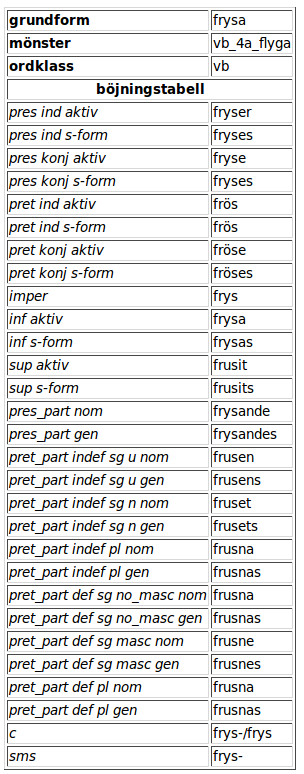 grundform frysa
mönster vb_4a_flyga
ordklass vb
böjningstabell
pres ind aktiv fryser
pres ind s-form fryses
pres konj aktiv fryse
pres konj s-form fryses
pret ind aktiv frös
pret ind s-form frös
pret konj aktiv fröse
pret konj s-form fröses
imper frys
inf aktiv frysa
inf s-form frysas
sup aktiv frusit
sup s-form frusits
pres_part nom frysande
pres_part gen frysandes
pret_part indef sg u nom frusen
pret_part indef sg u gen frusens
pret_part indef sg n nom fruset
pret_part indef sg n gen frusets
pret_part indef pl nom frusna
pret_part indef pl gen frusnas
pret_part def sg no_masc nom frusna
pret_part def sg no_masc gen frusnas
pret_part def sg masc nom frusne
pret_part def sg masc gen frusnes
pret_part def pl nom frusna
pret_part def pl gen frusnas
c frys-/frys
sms frys-